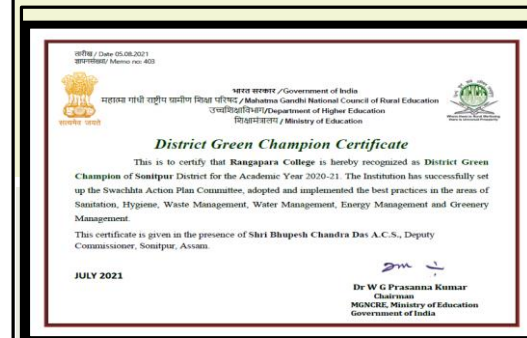 तारीख / Date 05.08.2021
ज्ञापनसंख्या/ Memo no: 403
भारत सरकार /Government of India
महात्मा गांधी राष्ट्रीय ग्रामीण शिक्षा परिषद / Mahatma Gandhi National Council of Rural Education
उच्चशिक्षाविभाग/Department of Higher Education
शिक्षामंत्रालय / Ministry of Education
सत्यमेव जयते
District Green Champion Certificate
This is to certify that Rangapara College is hereby recognized as District Green
Champion of Sonitpur District for the Academic Year 2020-21. The Institution has successfully set
up the Swachhta Action Plan Committee, adopted and implemented the best practices in the areas of
Sanitation, Hygiene, Waste Management, Water Management, Energy Management and Greenery
Management.
This certificate is given in the presence of Shri Bhupesh Chandra Das A.C.S., Deputy
Commissioner, Sonitpur, Assam.
JULY 2021
Dr W G Prasanna Kumar
Chairman
MGNCRE, Ministry of Education
Government of India